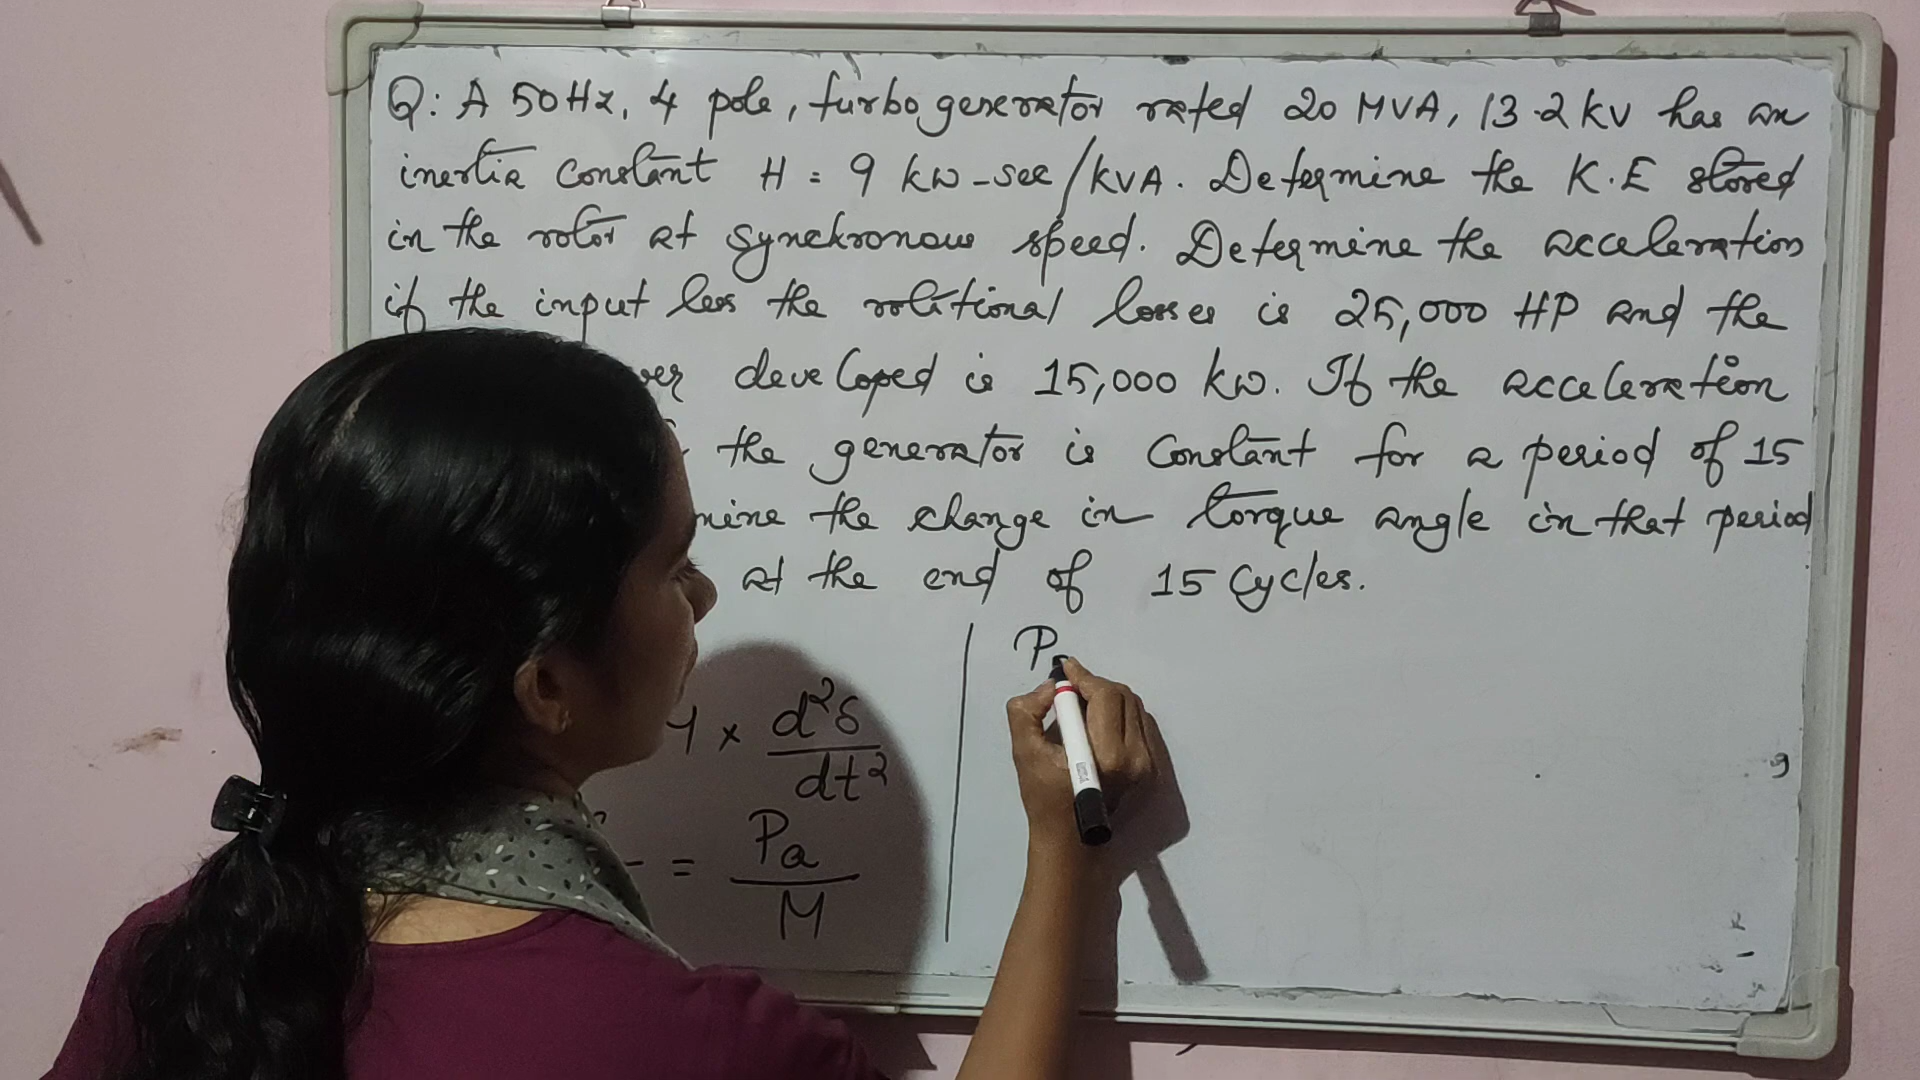 Q: A 50Hz, 4 pole, turbogenerator rated 20 MVA, 13.2 kV has an
inertia constant H = 9 kw-sec/kVA. Determine the K.E stored
in the rotor at synchronous speed. Determine the acceleration
if the input less the rotational losses is 25,000 HP and the
developed is 15,000 kw. If the acceleration
the generator is constant for a period of 15
the change in torque angle in that period
at the end of 15 cycles.
P
× d²δ
dt²
= Pa
M